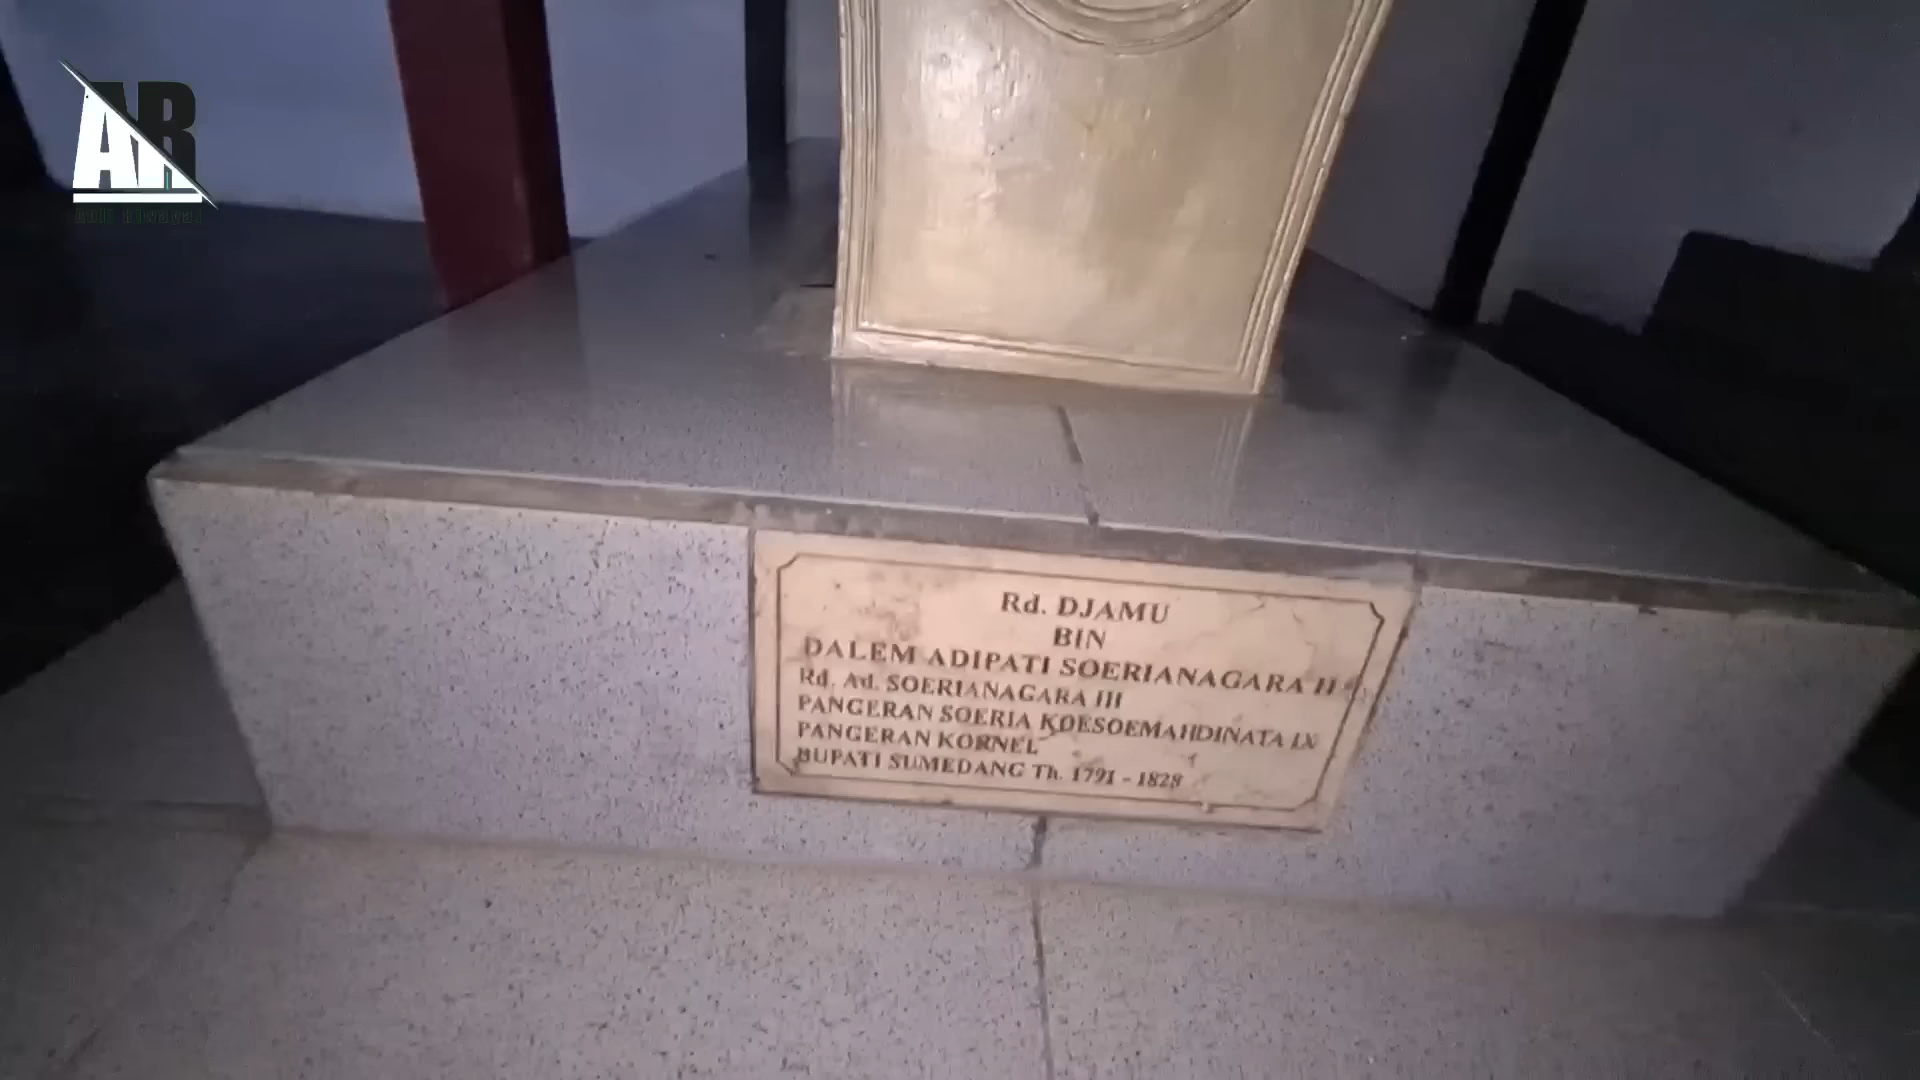 AR
Rd. DJAMU
BIN
DALEM ADIPATI SOERIANAGARA II
Rd. Ad. SOERIANAGARA III
PANGERAN SOERIA KOESOEMAHDINATA IX
PANGERAN KORNEL
BUPATI SUMEDANG Th. 1791 - 1828